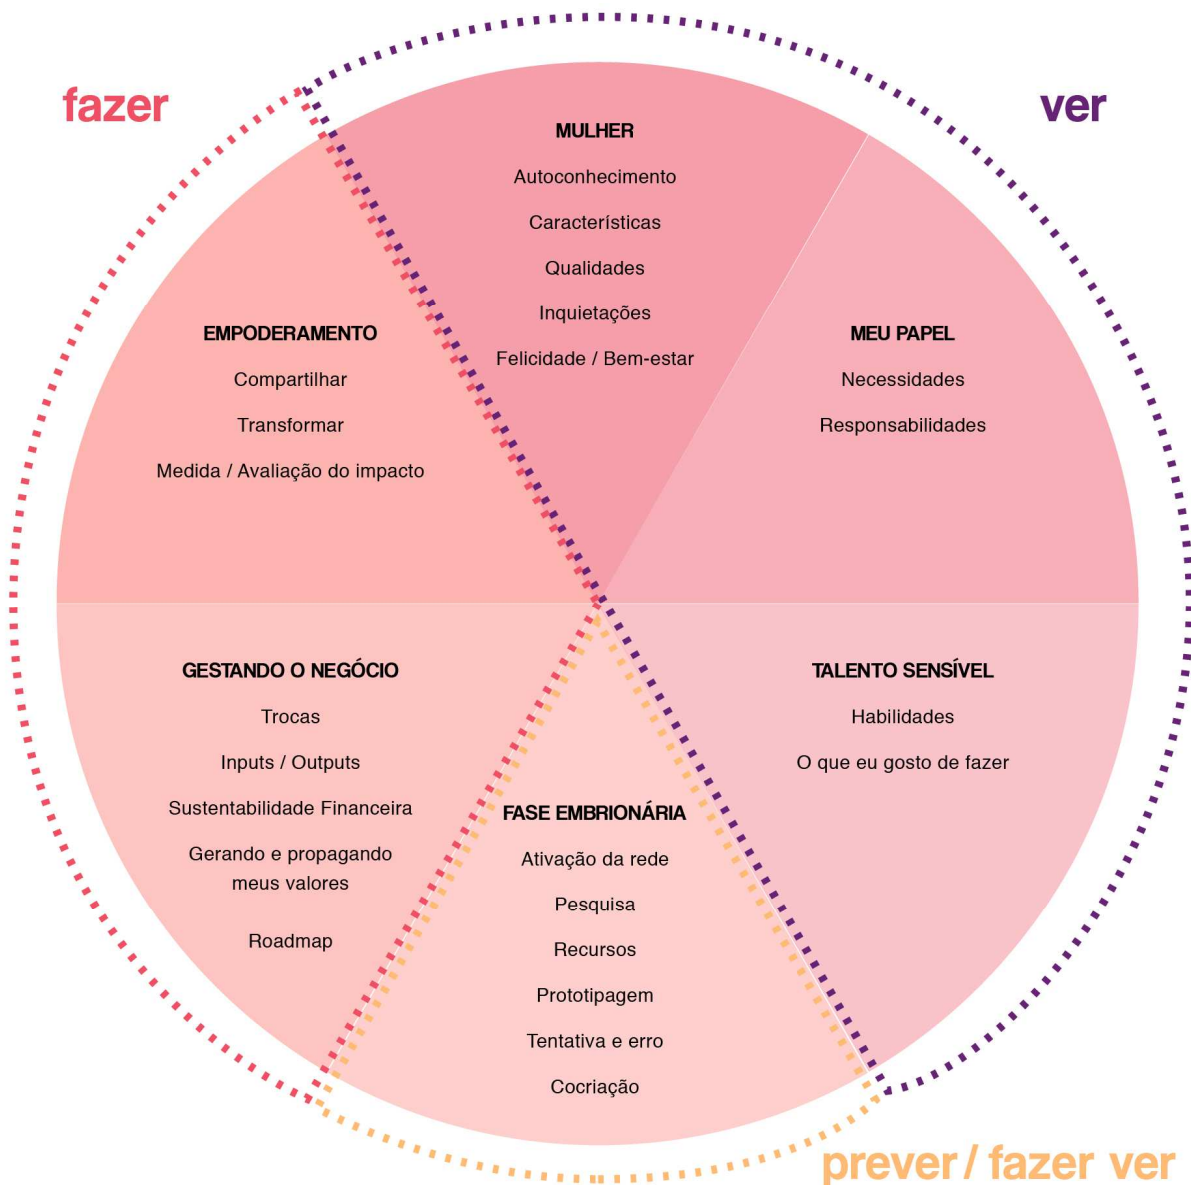 fazer
ver
MULHER
Autoconhecimento
Características
Qualidades
Inquietações
Felicidade / Bem-estar
MEU PAPEL
Necessidades
Responsabilidades
TALENTO SENSÍVEL
Habilidades
O que eu gosto de fazer
FASE EMBRIONÁRIA
Ativação da rede
Pesquisa
Recursos
Prototipagem
Tentativa e erro
Cocriação
GESTANDO O NEGÓCIO
Trocas
Inputs / Outputs
Sustentabilidade Financeira
Gerando e propagando
meus valores
Roadmap
EMPODERAMENTO
Compartilhar
Transformar
Medida / Avaliação do impacto
prever / fazer ver